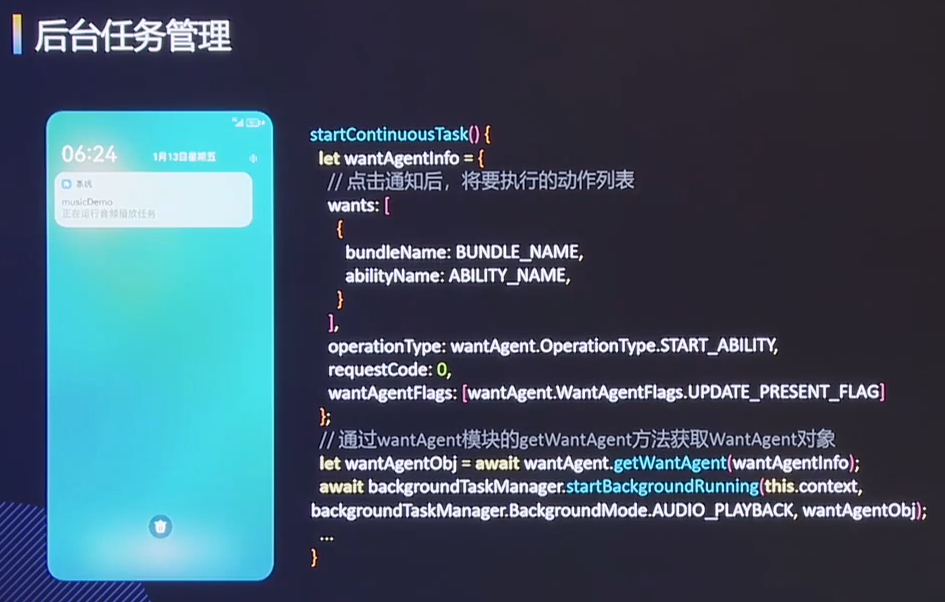 后台任务管理
06:24
1月13日星期五
系统
musicDemo
正在运行音频播放任务
startContinuousTask() {
let wantAgentInfo = {
// 点击通知后，将要执行的动作列表
wants: [
{
bundleName: BUNDLE_NAME,
abilityName: ABILITY_NAME,
}
],
operationType: wantAgent.OperationType.START_ABILITY,
requestCode: 0,
wantAgentFlags: [wantAgent.WantAgentFlags.UPDATE_PRESENT_FLAG]
};
// 通过wantAgent模块的getWantAgent方法获取WantAgent对象
let wantAgentObj = await wantAgent.getWantAgent(wantAgentInfo);
await backgroundTaskManager.startBackgroundRunning(this.context,
backgroundTaskManager.BackgroundMode.AUDIO_PLAYBACK, wantAgentObj);
...
}